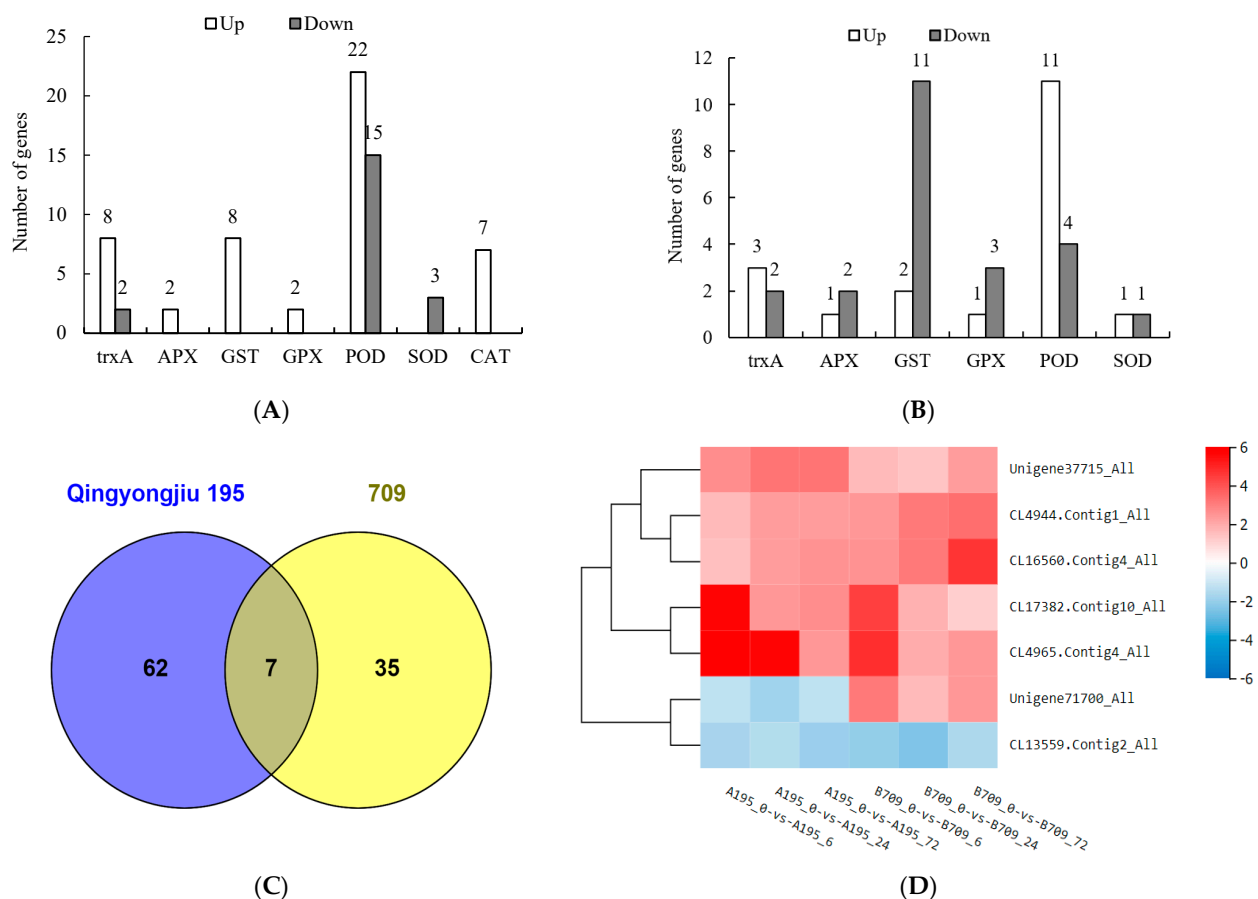 Up Down
25
20
15
10
5
0
Number of genes
8
2
2
8
2
22
15
3
7
trxA APX GST GPX POD SOD CAT
(A)
Up Down
12
10
8
6
4
2
0
Number of genes
3
2
1
2
2
11
1
3
11
4
1
1
trxA APX GST GPX POD SOD
(B)
Qingyongjiu 195
709
62
7
35
(C)
Unigene37715_All
CL4944.Contig1_All
CL16560.Contig4_All
CL17382.Contig10_All
CL4965.Contig4_All
Unigene71700_All
CL13559.Contig2_All
A195_0-vs-A195_6
A195_0-vs-A195_24
A195_0-vs-A195_72
B709_0-vs-B709_6
B709_0-vs-B709_24
B709_0-vs-B709_72
6
4
2
0
-2
-4
-6
(D)